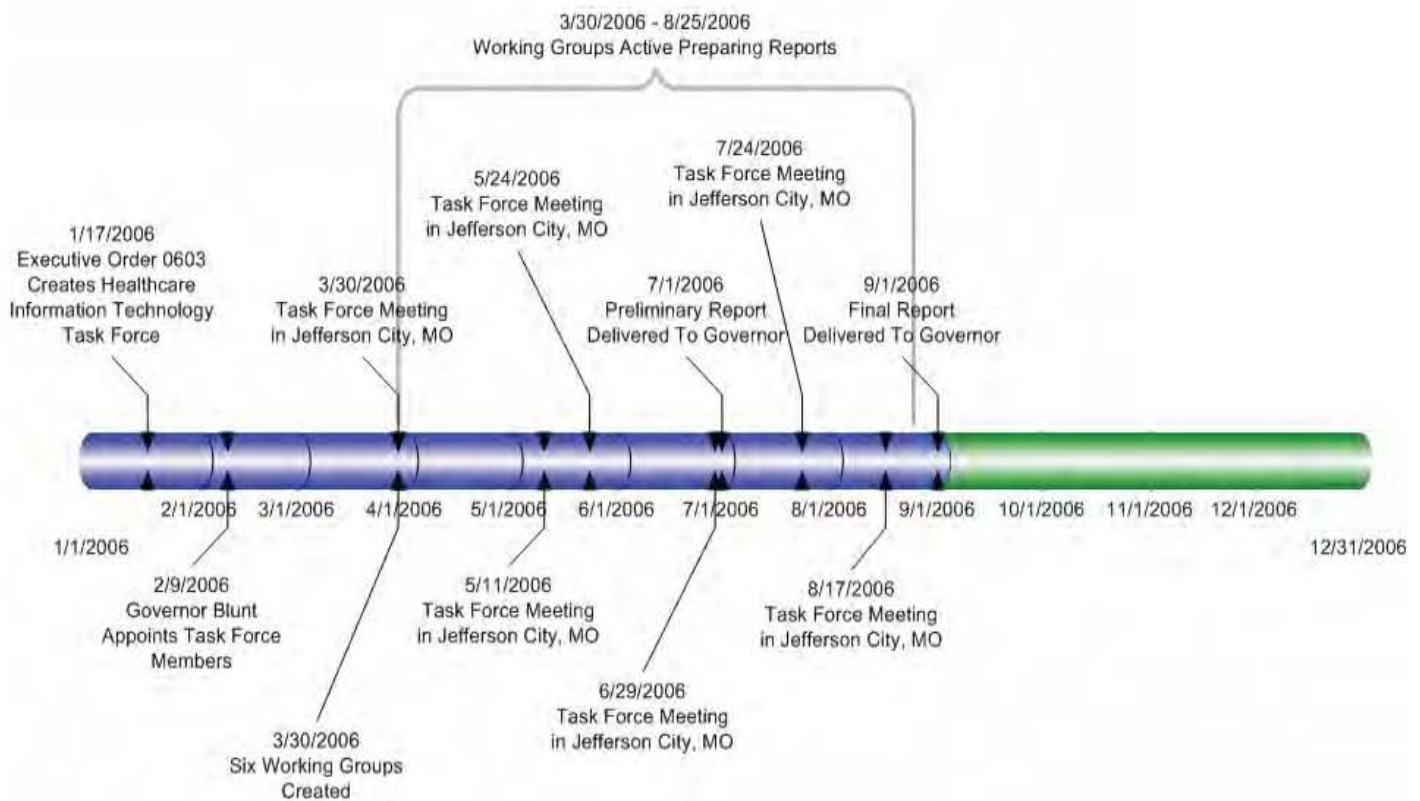 3/30/2006 - 8/25/2006
Working Groups Active Preparing Reports
7/24/2006
Task Force Meeting
in Jefferson City, MO
5/24/2006
Task Force Meeting
in Jefferson City, MO
1/17/2006
Executive Order 0603
Creates Healthcare
Information Technology
Task Force
3/30/2006
Task Force Meeting
in Jefferson City, MO
7/1/2006
Preliminary Report
Delivered To Governor
9/1/2006
Final Report
Delivered To Governor
2/1/2006
3/1/2006
4/1/2006
5/1/2006
6/1/2006
7/1/2006
8/1/2006
9/1/2006
10/1/2006
11/1/2006
12/1/2006
1/1/2006
12/31/2006
2/9/2006
Governor Blunt
Appoints Task Force
Members
5/11/2006
Task Force Meeting
in Jefferson City, MO
8/17/2006
Task Force Meeting
in Jefferson City, MO
6/29/2006
Task Force Meeting
in Jefferson City, MO
3/30/2006
Six Working Groups
Created